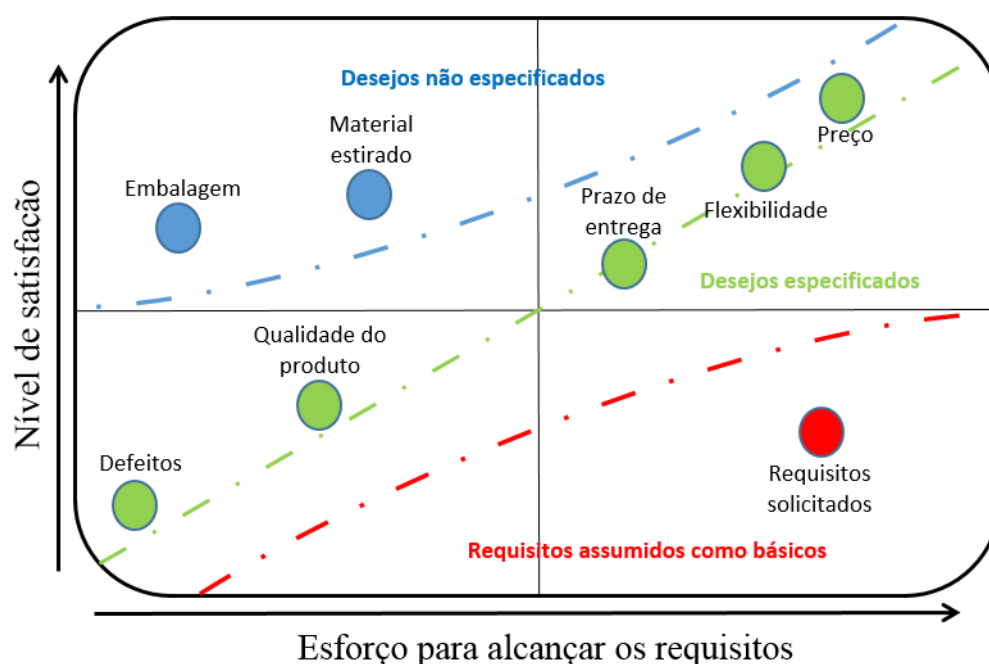 Desejos não especificados
Material
estirado
Embalagem
Preço
Prazo de
entrega
Flexibilidade
Desejos especificados
Qualidade do
produto
Defeitos
Requisitos
solicitados
Requisitos assumidos como básicos
Nível de satisfação
Esforço para alcançar os requisitos